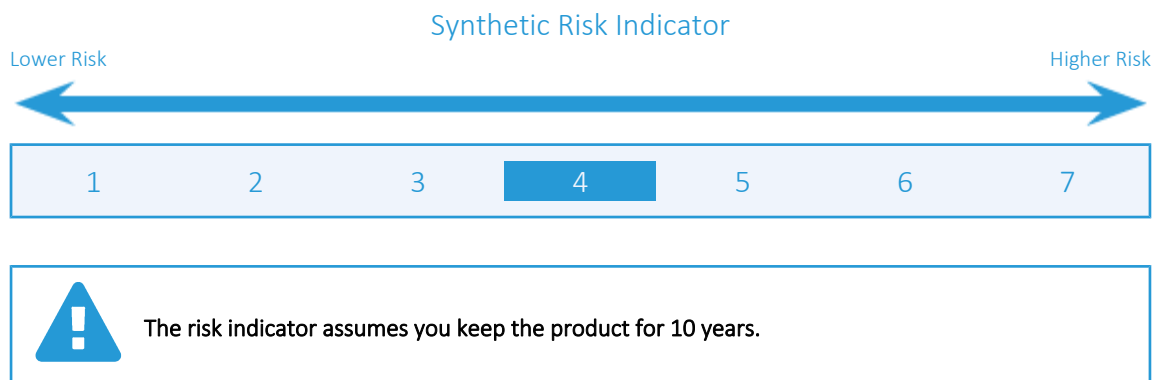 Synthetic Risk Indicator
Lower Risk Higher Risk
1 2 3 4 5 6 7
The risk indicator assumes you keep the product for 10 years.